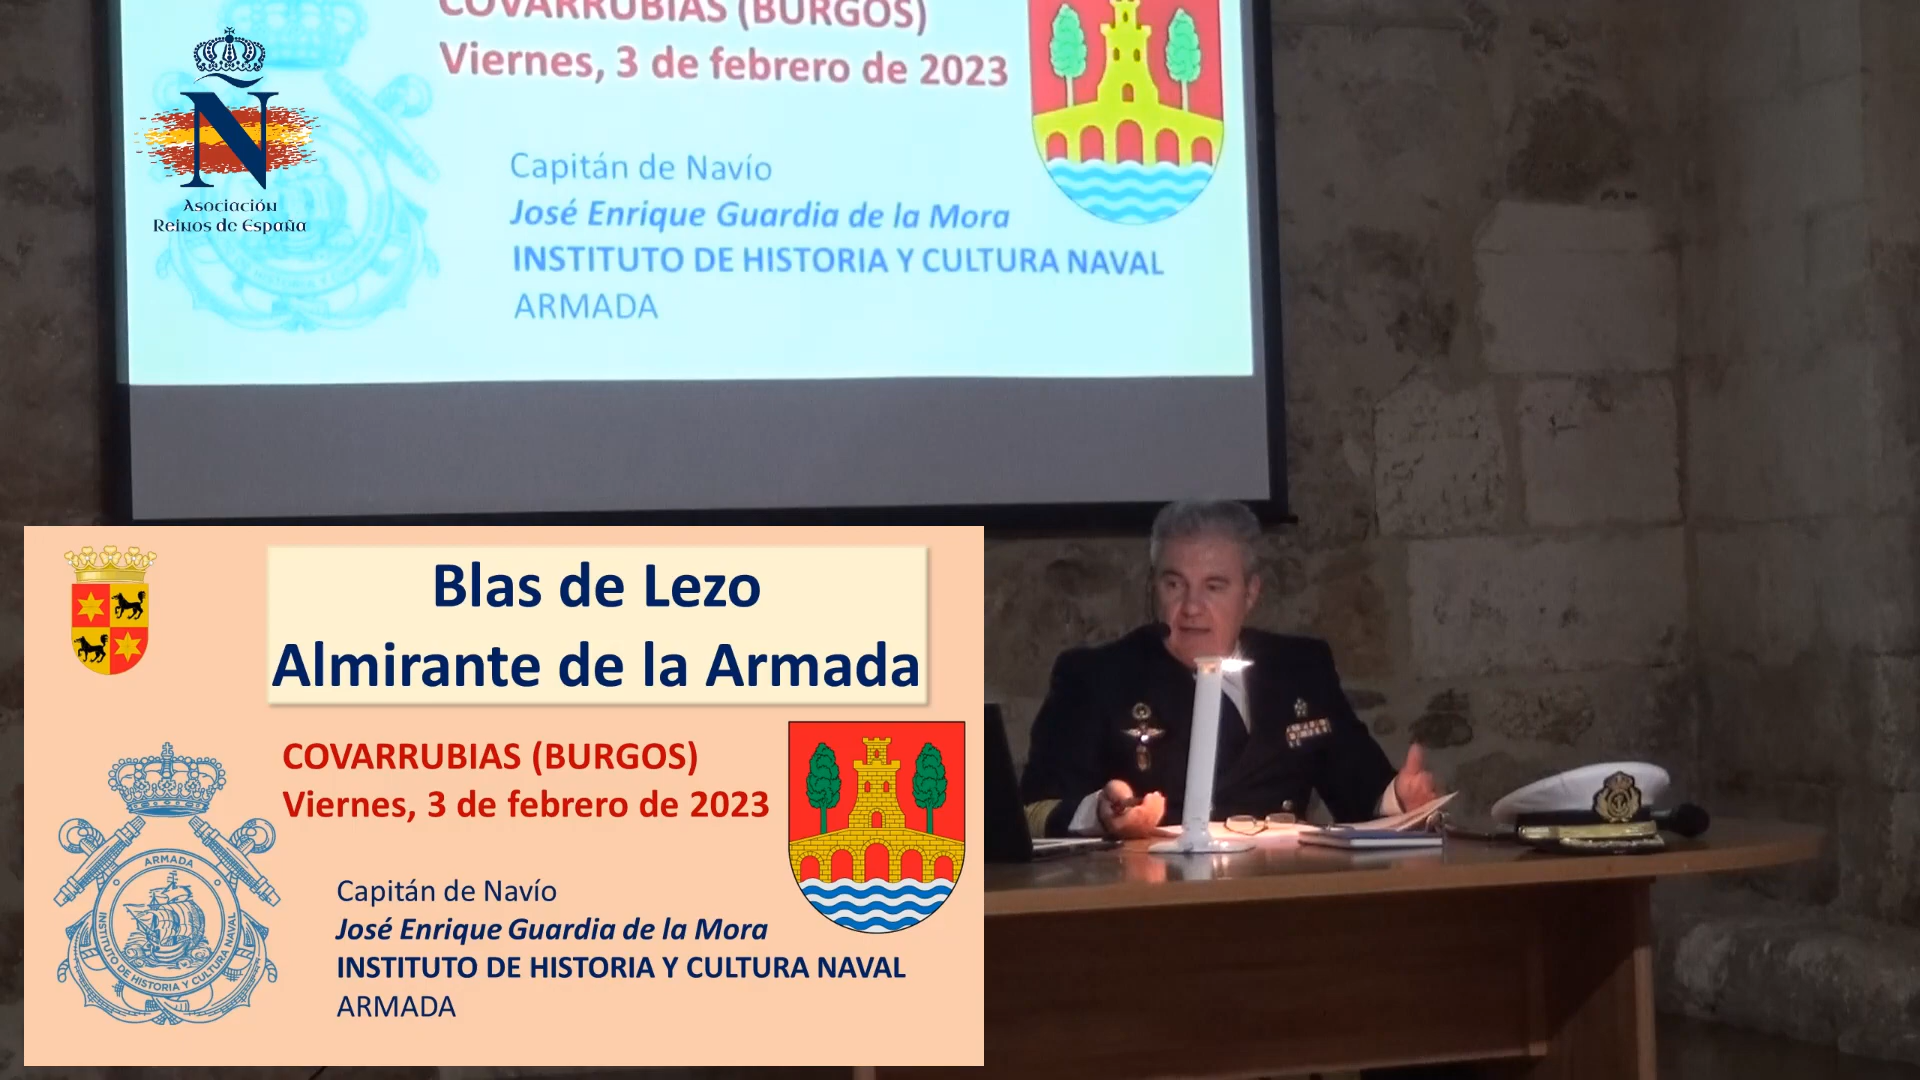 COVARRUBIAS (BURGOS)
Viernes, 3 de febrero de 2023
Ñ
Asociación
Reinos de España
Capitán de Navío
José Enrique Guardia de la Mora
INSTITUTO DE HISTORIA Y CULTURA NAVAL
ARMADA
Blas de Lezo
Almirante de la Armada
COVARRUBIAS (BURGOS)
Viernes, 3 de febrero de 2023
ARMADA
INSTITUTO DE HISTORIA Y CULTURA NAVAL
Capitán de Navío
José Enrique Guardia de la Mora
INSTITUTO DE HISTORIA Y CULTURA NAVAL
ARMADA